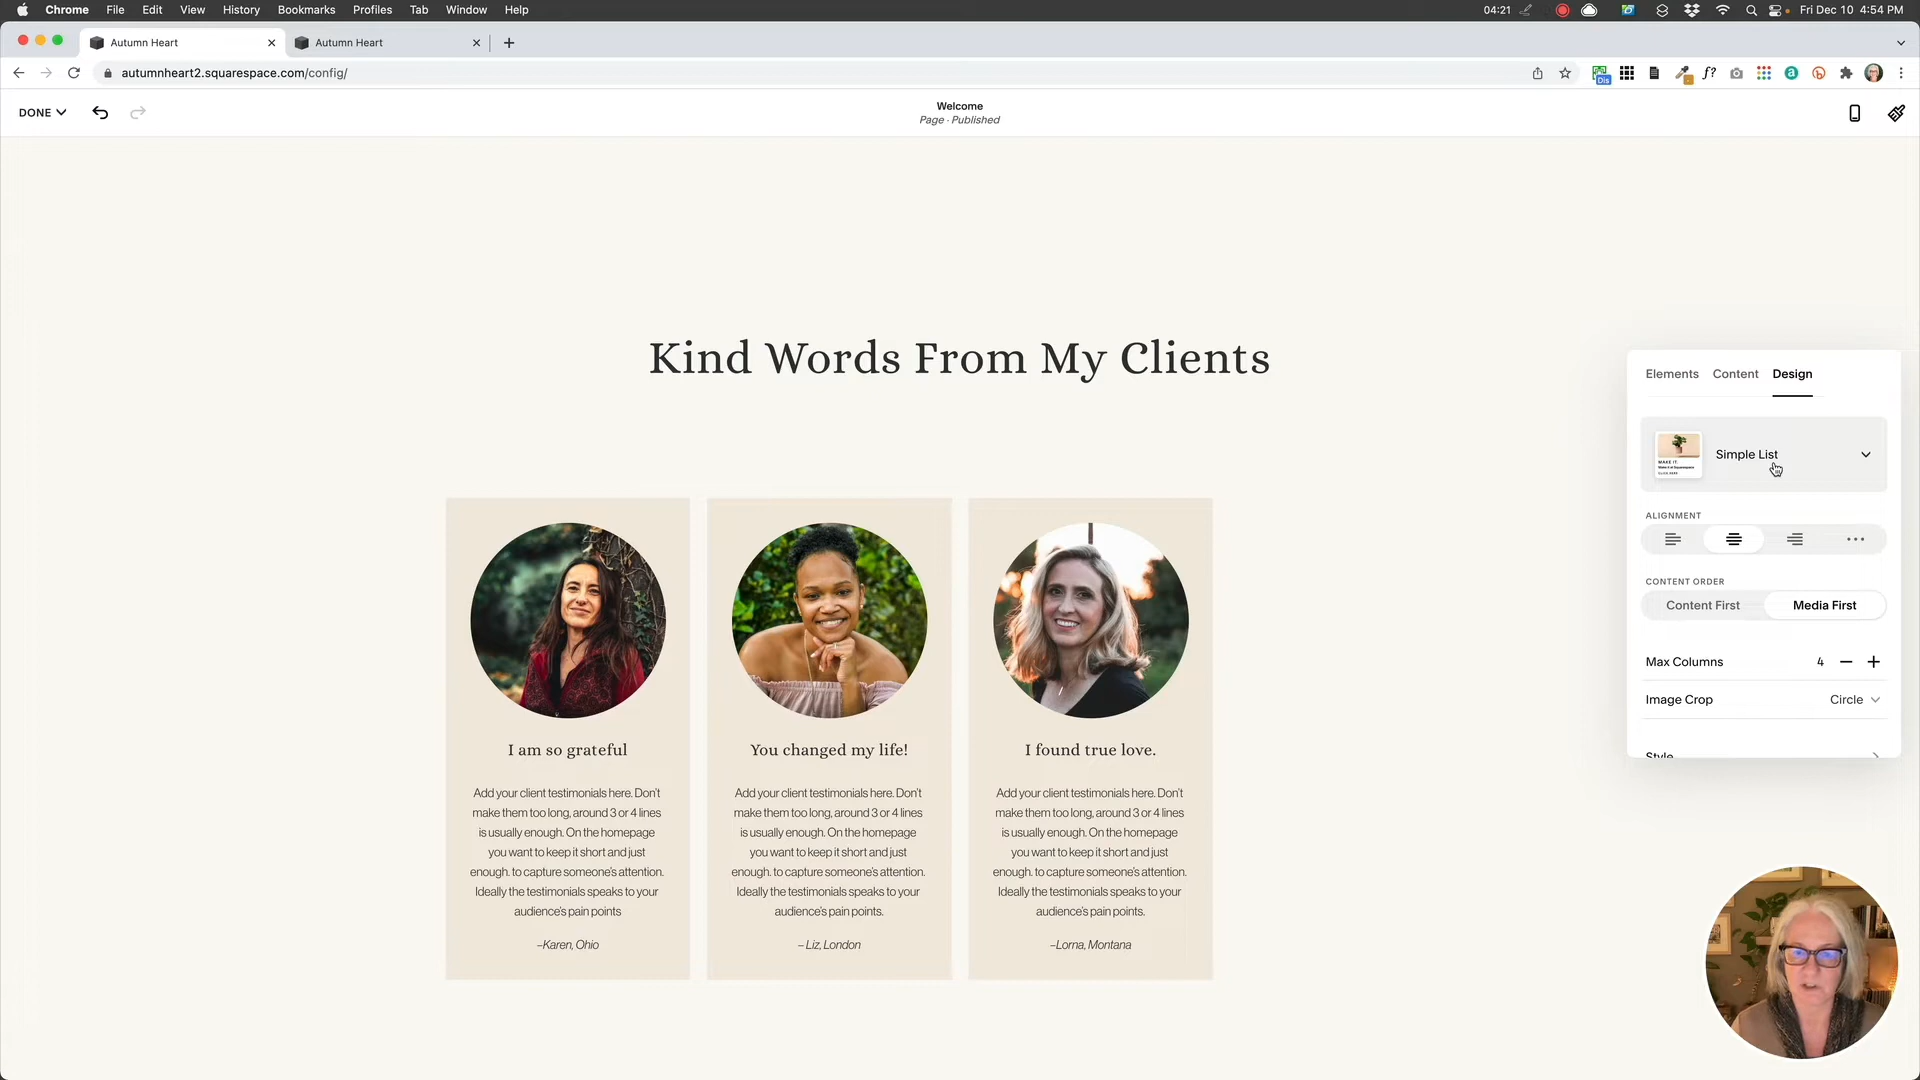 Chrome File Edit View History Bookmarks Profiles Tab Window Help 04:21 Fri Dec 10 4:54 PM
Autumn Heart Autumn Heart
autumnheart2.squarespace.com/config/
Dis
f?
a
DONE
Welcome
Page · Published
Kind Words From My Clients
Elements Content Design
MAKE IT.
Simple List
ALIGNMENT
CONTENT ORDER
Content First Media First
Max Columns 4
Image Crop Circle
Style
I am so grateful
Add your client testimonials here. Don't
make them too long, around 3 or 4 lines
is usually enough. On the homepage
you want to keep it short and just
enough. to capture someone's attention.
Ideally the testimonials speaks to your
audience's pain points
–Karen, Ohio
You changed my life!
Add your client testimonials here. Don't
make them too long, around 3 or 4 lines
is usually enough. On the homepage
you want to keep it short and just
enough. to capture someone's attention.
Ideally the testimonials speaks to your
audience's pain points.
– Liz, London
I found true love.
Add your client testimonials here. Don't
make them too long, around 3 or 4 lines
is usually enough. On the homepage
you want to keep it short and just
enough. to capture someone's attention.
Ideally the testimonials speaks to your
audience's pain points.
–Lorna, Montana